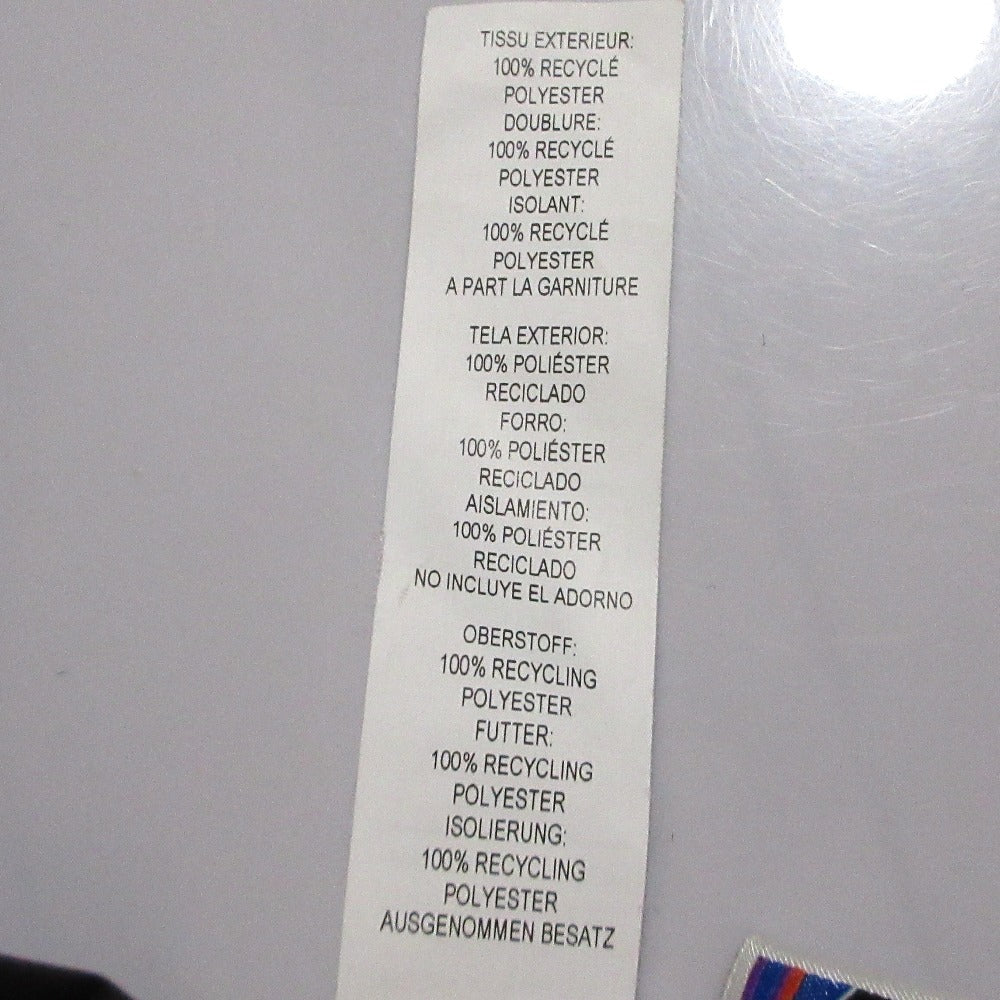 TISSU EXTERIEUR:
100% RECYCLÉ
POLYESTER
DOUBLURE:
100% RECYCLÉ
POLYESTER
ISOLANT:
100% RECYCLÉ
POLYESTER
A PART LA GARNITURE
TELA EXTERIOR:
100% POLIÉSTER
RECICLADO
FORRO:
100% POLIÉSTER
RECICLADO
AISLAMIENTO:
100% POLIÉSTER
RECICLADO
NO INCLUYE EL ADORNO
OBERSTOFF:
100% RECYCLING
POLYESTER
FUTTER:
100% RECYCLING
POLYESTER
ISOLIERUNG:
100% RECYCLING
POLYESTER
AUSGENOMMEN BESATZ